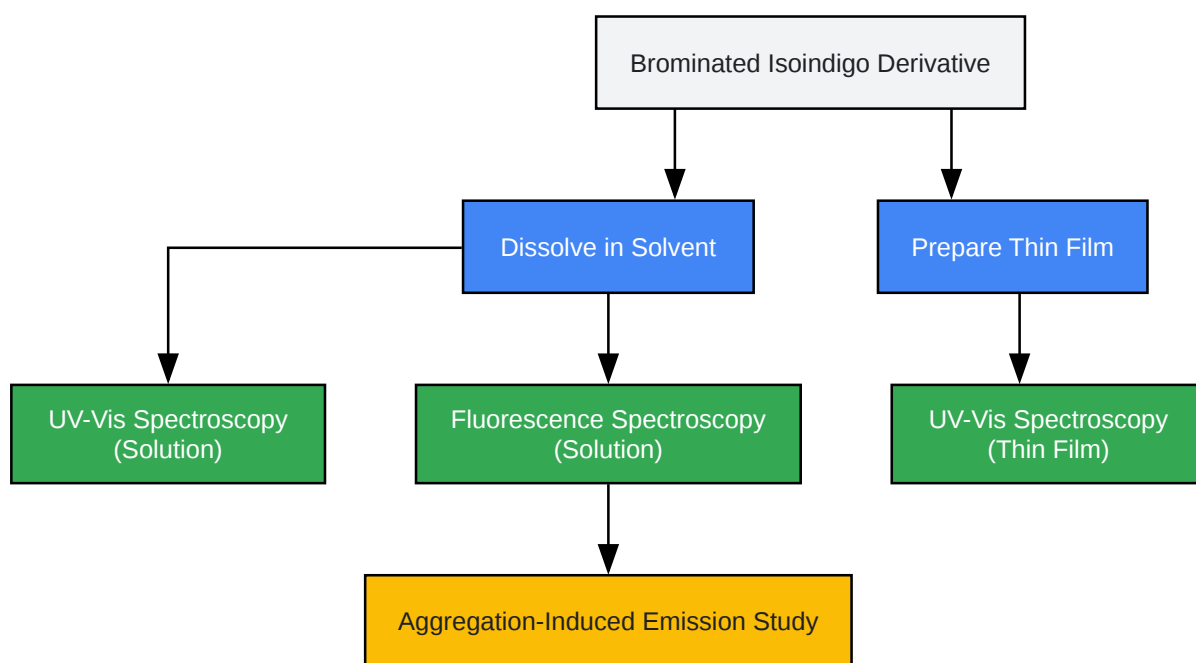 Brominated Isoindigo Derivative
Dissolve in Solvent
Prepare Thin Film
UV-Vis Spectroscopy
(Solution)
Fluorescence Spectroscopy
(Solution)
UV-Vis Spectroscopy
(Thin Film)
Aggregation-Induced Emission Study